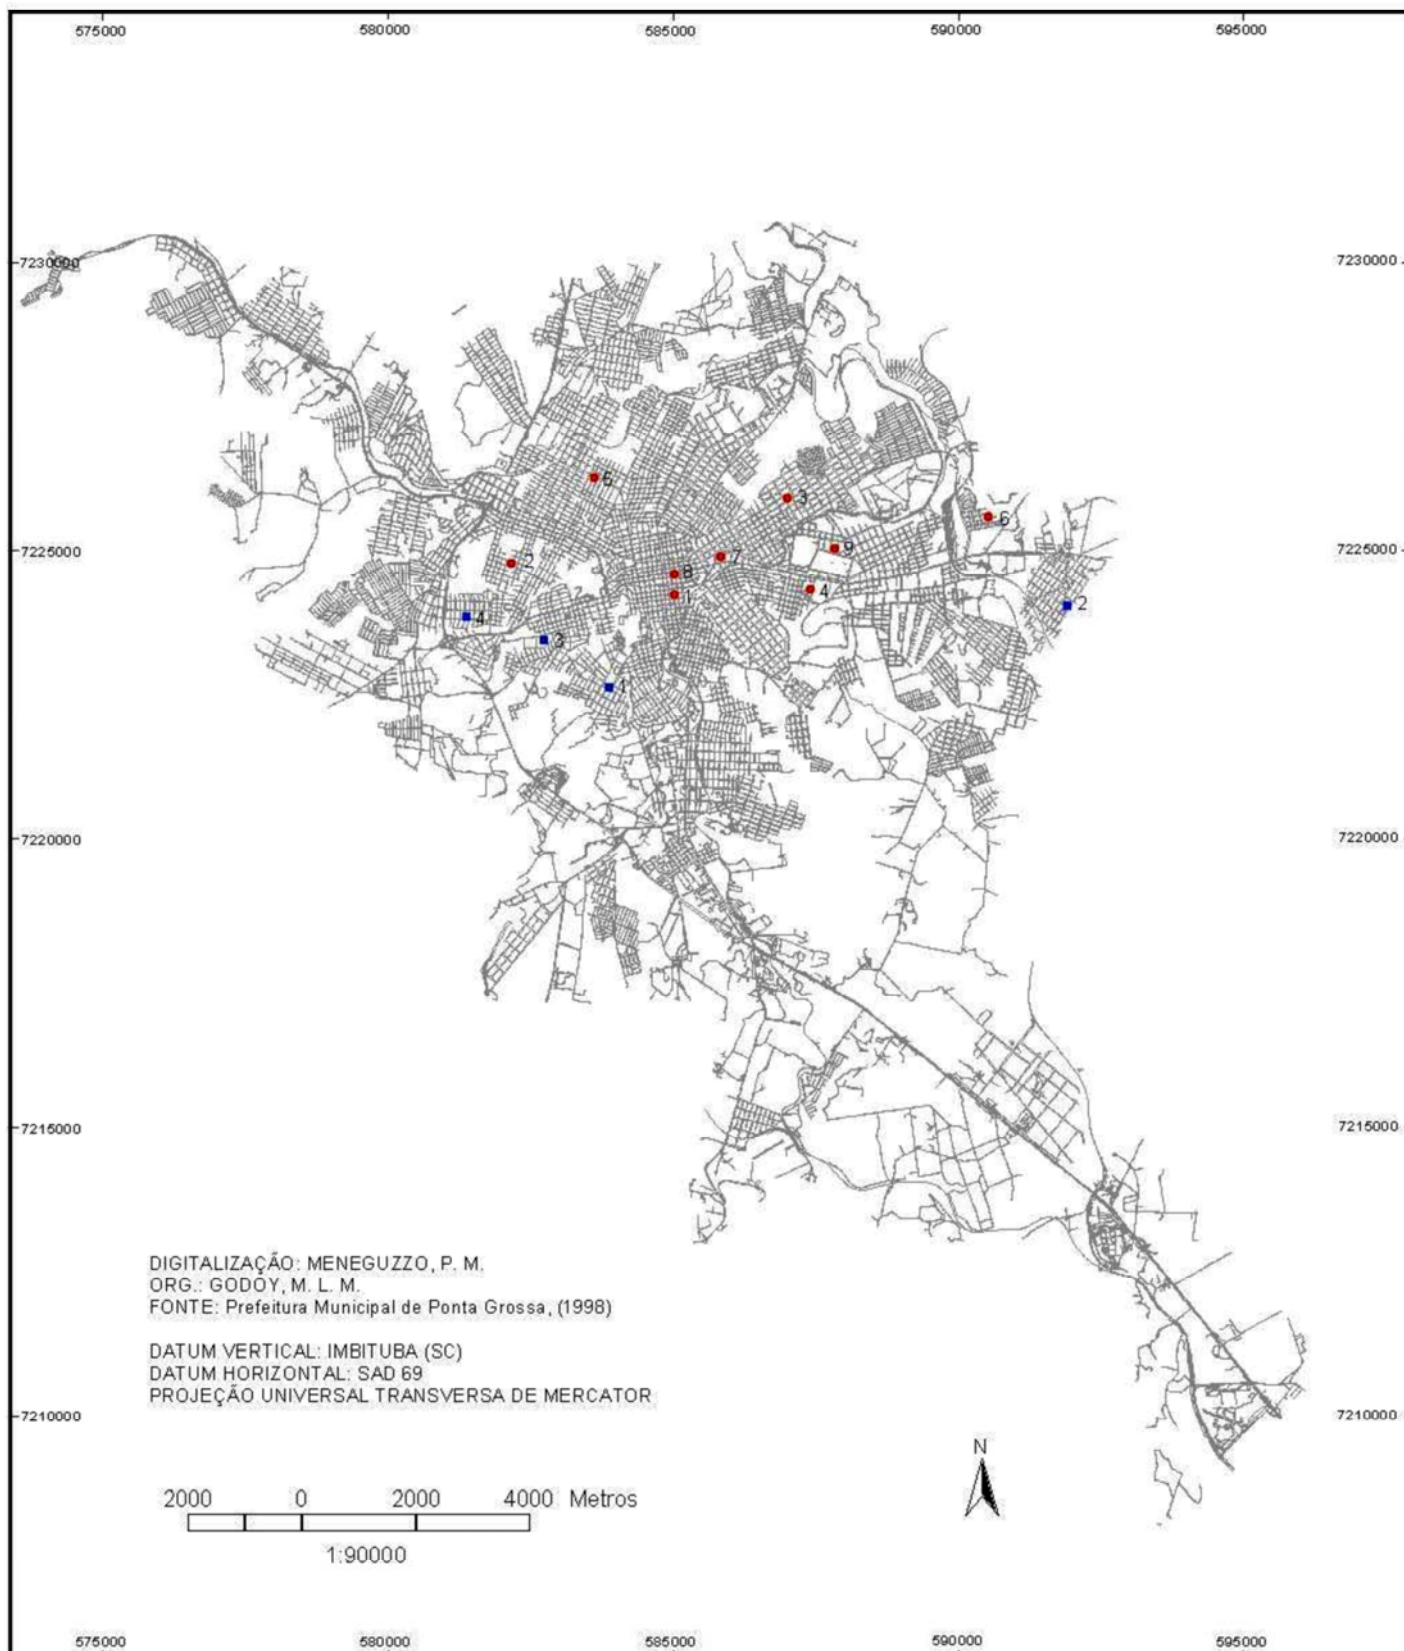 575000 580000 585000 590000 595000
7230000 7230000
5
3
6
7225000 7225000
9
7
2
8
4
1
2
4
3
1
7220000 7220000
7215000 7215000
DIGITALIZAÇÃO: MENEGUZZO, P. M.
ORG.: GODOY, M. L. M.
FONTE: Prefeitura Municipal de Ponta Grossa, (1998)
DATUM VERTICAL: IMBITUBA (SC)
DATUM HORIZONTAL: SAD 69
PROJEÇÃO UNIVERSAL TRANSVERSA DE MERCATOR
7210000 7210000
N
2000 0 2000 4000 Metros
1:90000
575000 580000 585000 590000 595000